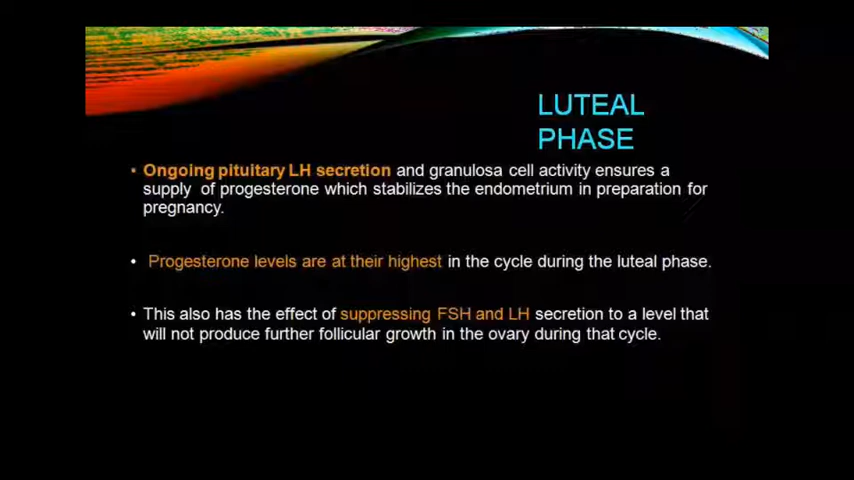 LUTEAL
PHASE
• Ongoing pituitary LH secretion and granulosa cell activity ensures a
supply of progesterone which stabilizes the endometrium in preparation for
pregnancy.
• Progesterone levels are at their highest in the cycle during the luteal phase.
• This also has the effect of suppressing FSH and LH secretion to a level that
will not produce further follicular growth in the ovary during that cycle.